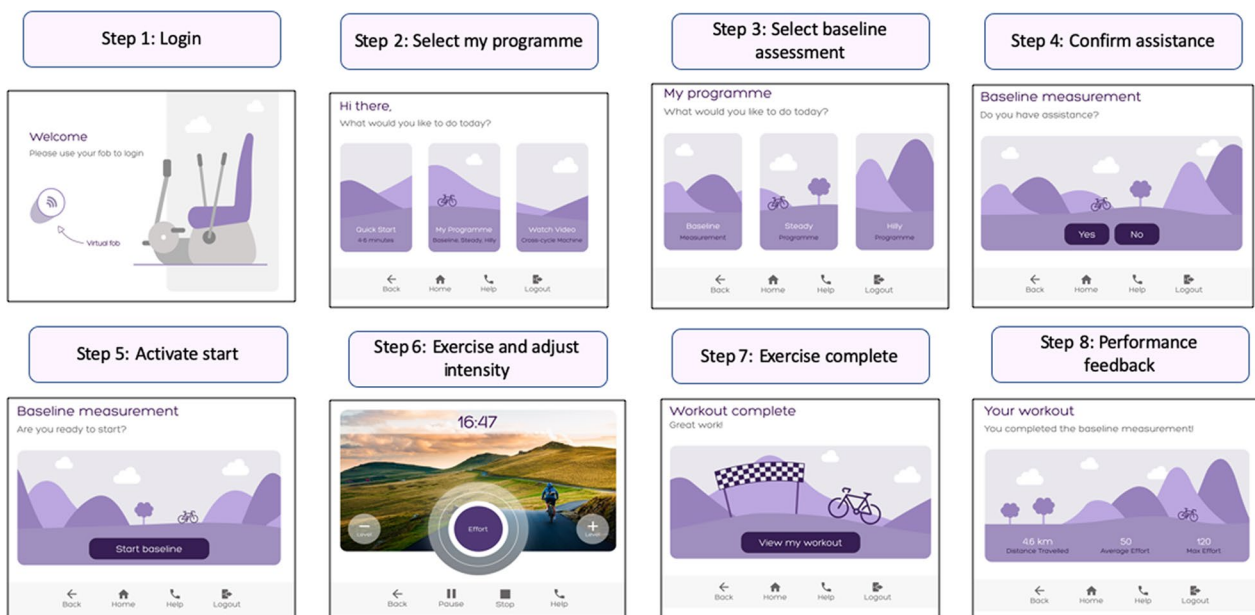 Step 1: Login
Welcome
Please use your fob to login
Virtual fob
Step 2: Select my programme
Hi there,
What would you like to do today?
Quick Start
4-6 minutes
My Programme
Baseline, Steady, Hilly
Watch Video
Cross-cycle Machine
Back
Home
Help
Logout
Step 3: Select baseline
assessment
My programme
What would you like to do today?
Baseline
Measurement
Steady
Programme
Hilly
Programme
Back
Home
Help
Logout
Step 4: Confirm assistance
Baseline measurement
Do you have assistance?
Yes
No
Back
Home
Help
Logout
Step 5: Activate start
Baseline measurement
Are you ready to start?
Start baseline
Back
Home
Help
Logout
Step 6: Exercise and adjust
intensity
16:47
Level
Effort
Level
Back
Pause
Stop
Help
Step 7: Exercise complete
Workout complete
Great work!
View my workout
Back
Home
Help
Logout
Step 8: Performance
feedback
Your workout
You completed the baseline measurement!
4.6 km
Distance Travelled
50
Average Effort
120
Max Effort
Back
Home
Help
Logout